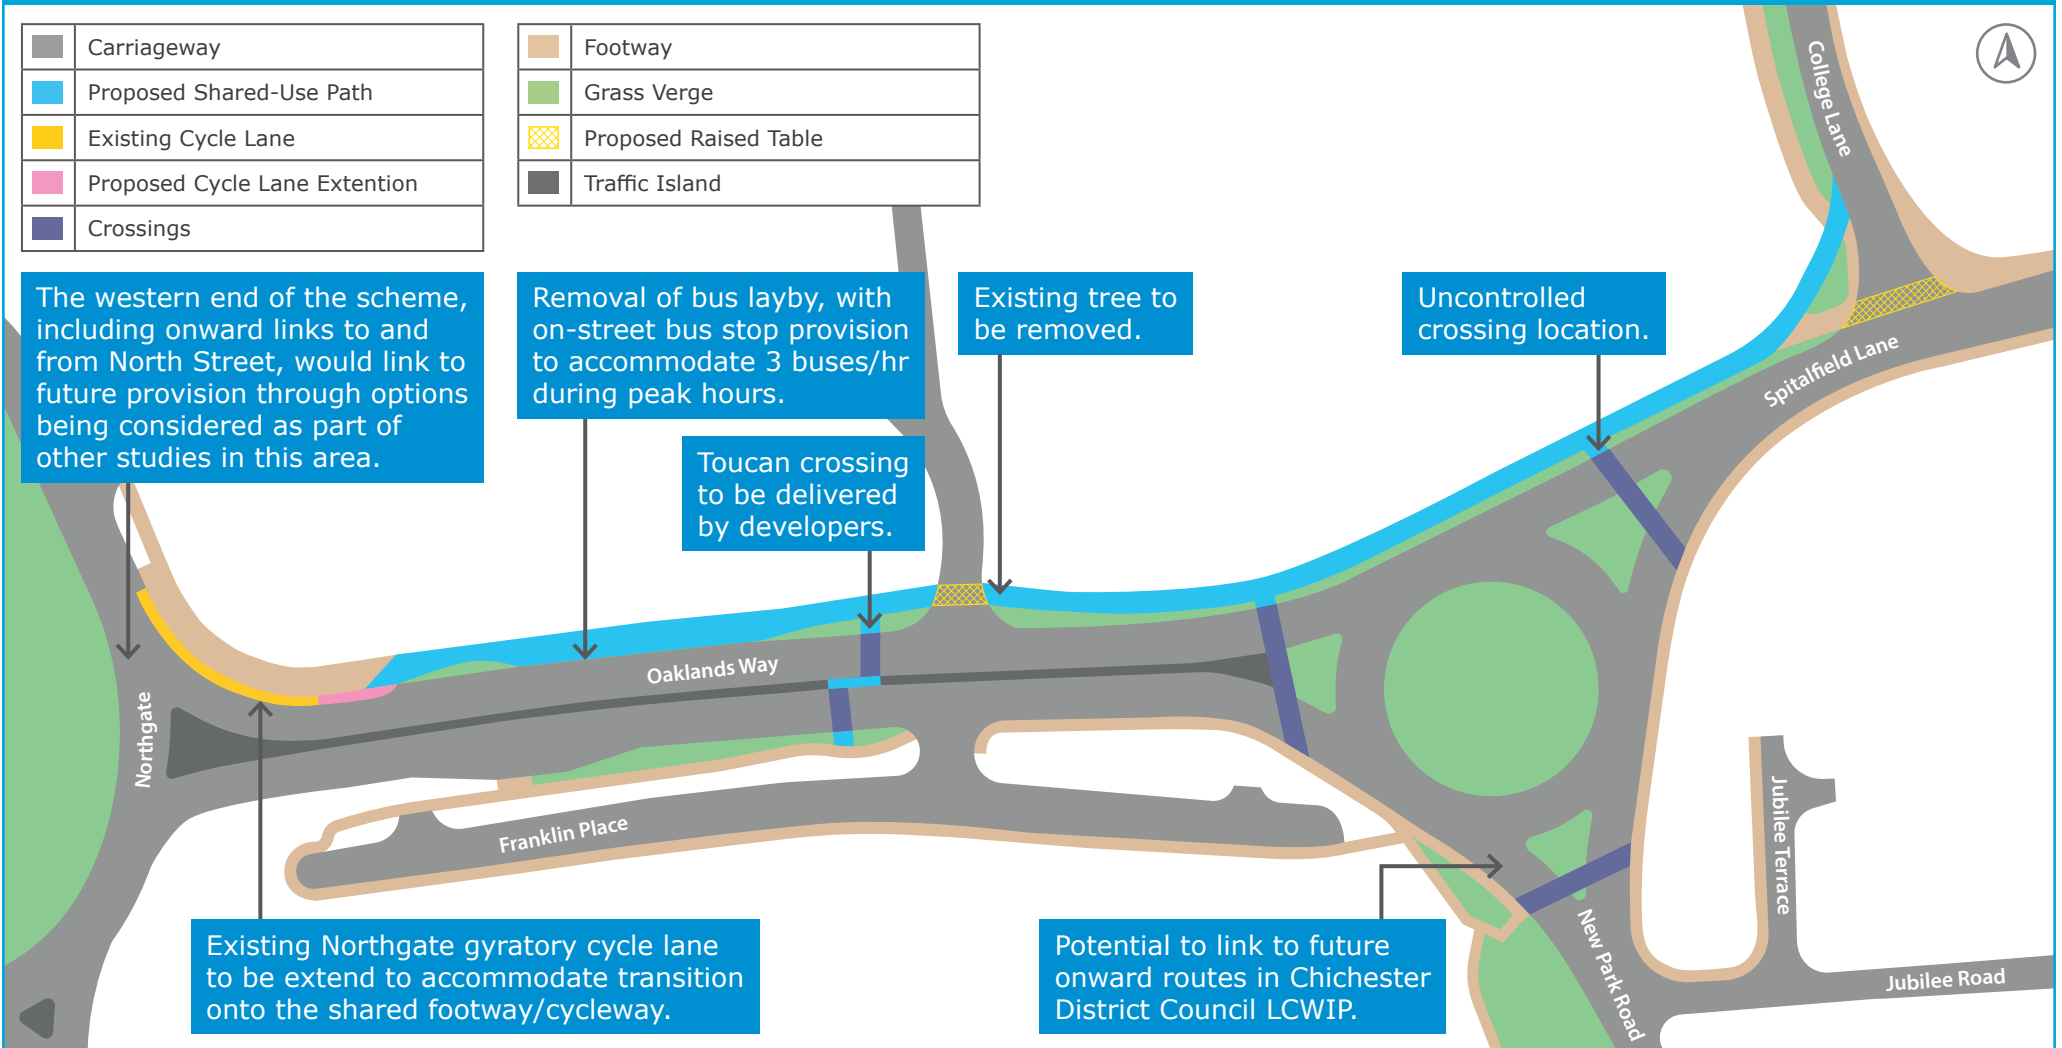 Carriageway
Proposed Shared-Use Path
Existing Cycle Lane
Proposed Cycle Lane Extention
Crossings
Footway
Grass Verge
Proposed Raised Table
Traffic Island
College Lane
The western end of the scheme,
including onward links to and
from North Street, would link to
future provision through options
being considered as part of
other studies in this area.
Removal of bus layby, with
on-street bus stop provision
to accommodate 3 buses/hr
during peak hours.
Existing tree to
be removed.
Uncontrolled
crossing location.
Toucan crossing
to be delivered
by developers.
Spitalfield Lane
Oaklands Way
Northgate
Franklin Place
Jubilee Terrace
Existing Northgate gyratory cycle lane
to be extend to accommodate transition
onto the shared footway/cycleway.
Potential to link to future
onward routes in Chichester
District Council LCWIP.
New Park Road
Jubilee Road